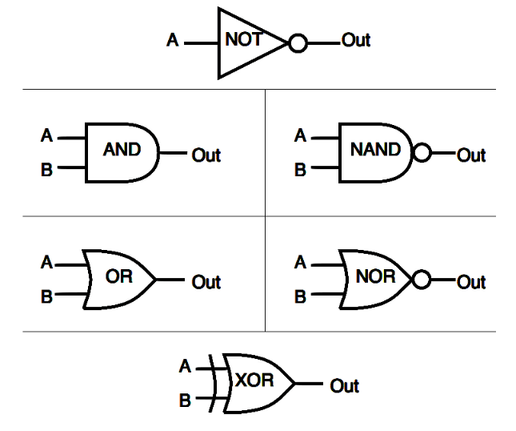 A NOT Out
A AND Out
B
A NAND Out
B
A OR Out
B
A NOR Out
B
A XOR Out
B